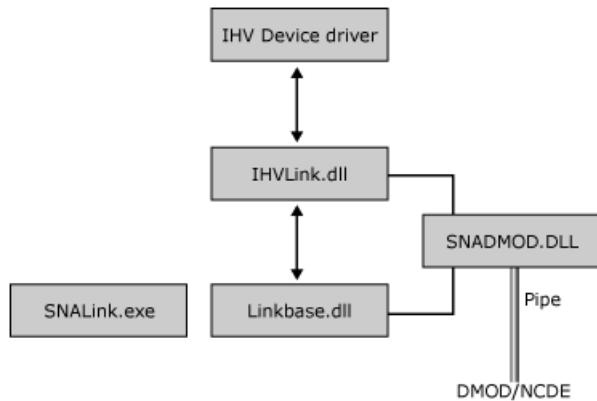 IHV Device driver
IHVLink.dll
SNADMOD.DLL
SNALink.exe
Linkbase.dll
Pipe
DMOD/NCDE